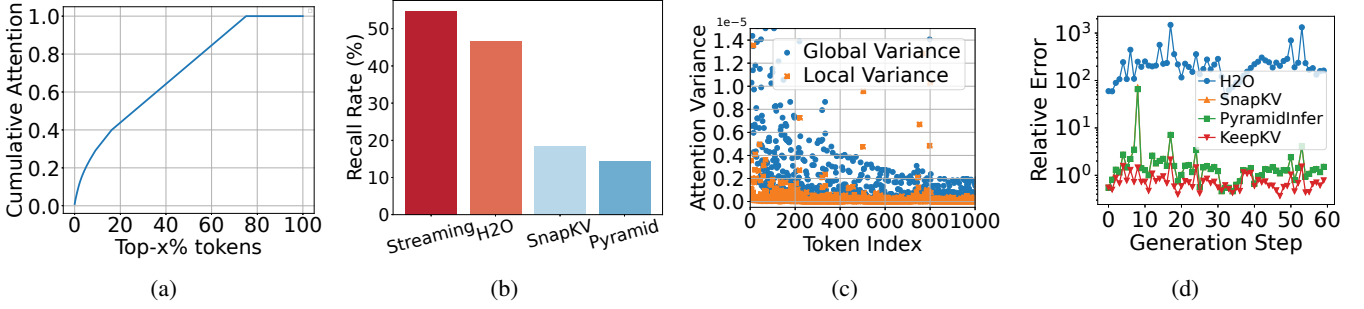 1.0
0.8
0.6
0.4
0.2
0.0
Cumulative Attention
0 20 40 60 80 100
Top-x% tokens
(a)
50
40
30
20
10
0
Recall Rate (%)
Streaming H2O SnapKV Pyramid
(b)
1e−5
1.4
1.2
1.0
0.8
0.6
0.4
0.2
0.0
Attention Variance
Global Variance
Local Variance
0 200 400 600 800 1000
Token Index
(c)
10³
10²
10¹
10⁰
Relative Error
H2O
SnapKV
PyramidInfer
KeepKV
0 10 20 30 40 50 60
Generation Step
(d)